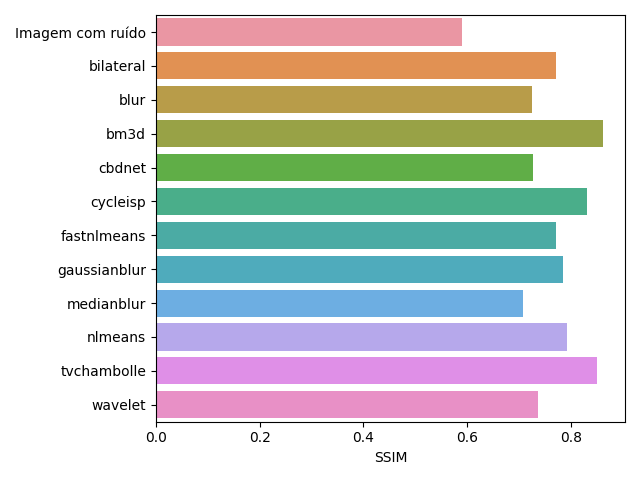 Imagem com ruído
bilateral
blur
bm3d
cbdnet
cycleisp
fastnlmeans
gaussianblur
medianblur
nlmeans
tvchambolle
wavelet
0.0 0.2 0.4 0.6 0.8
SSIM